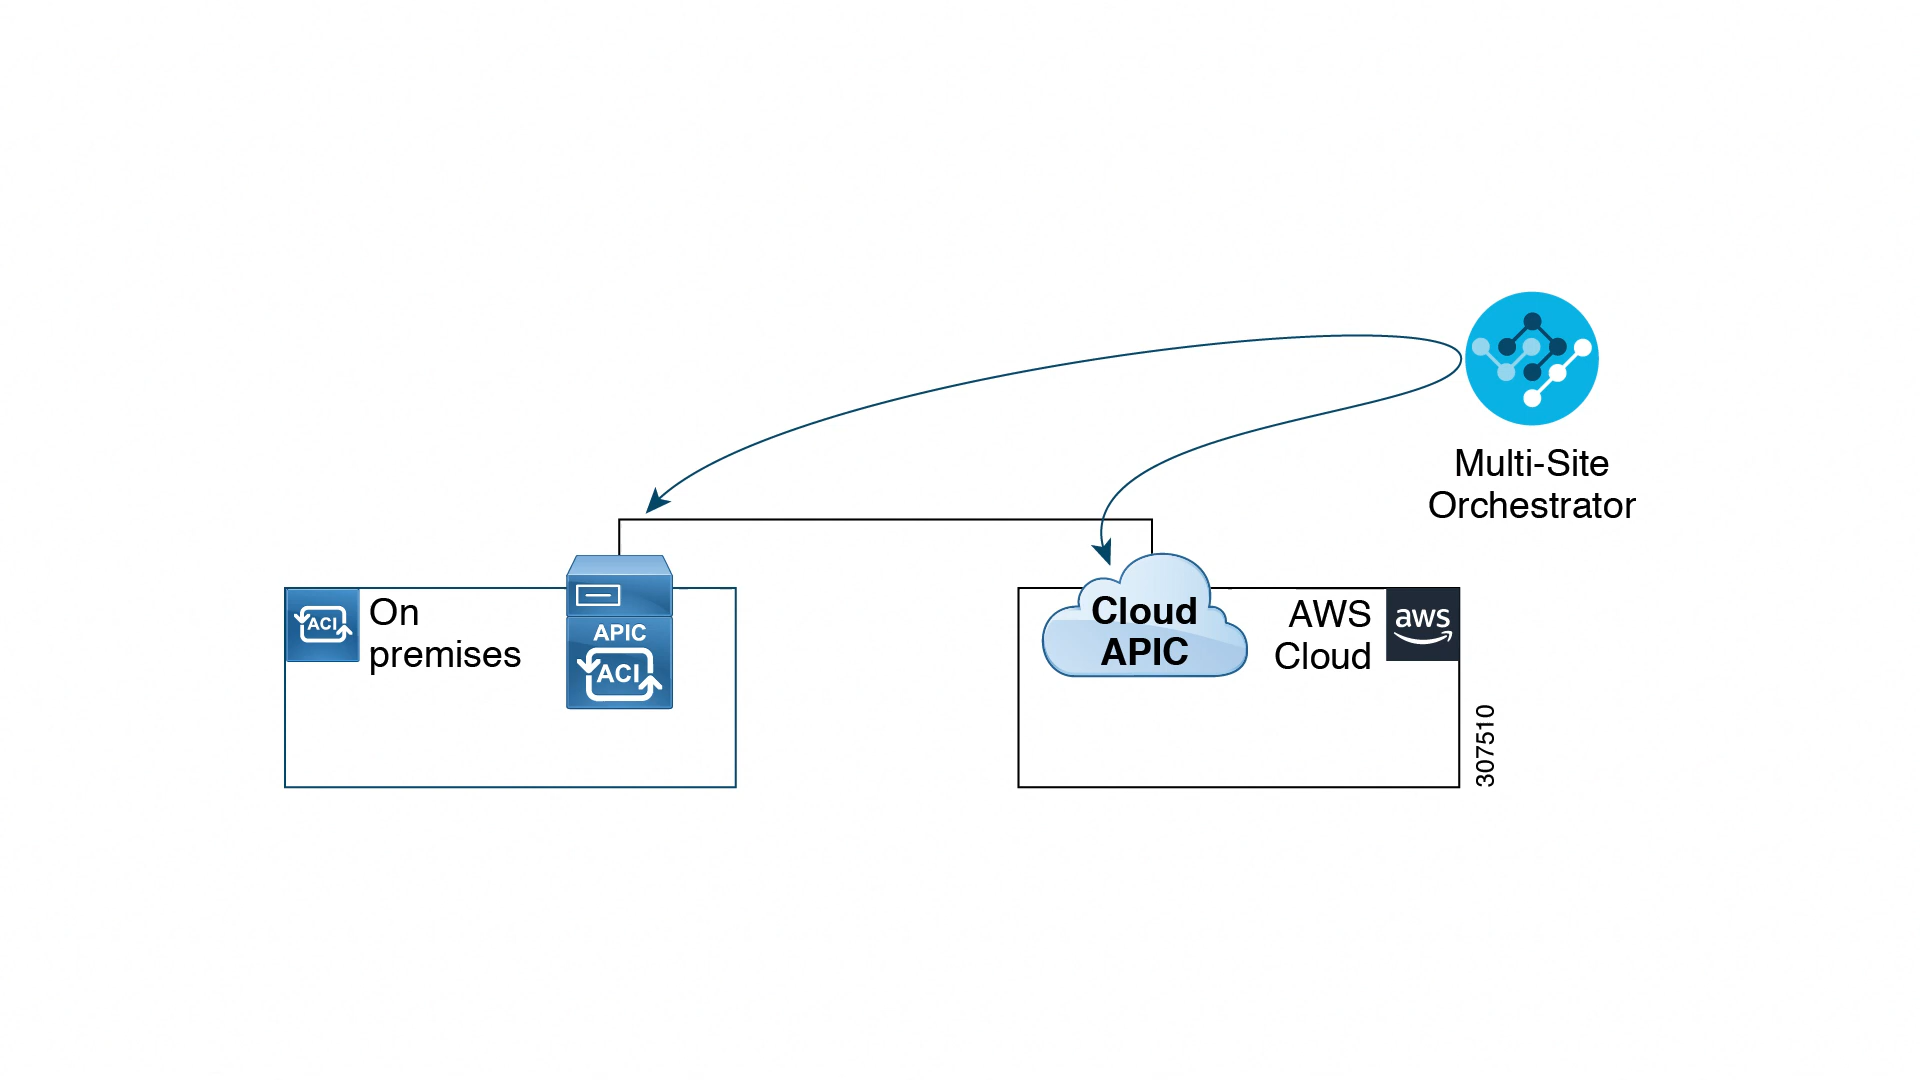 Multi-Site
Orchestrator
ACI
On
premises
APIC
ACI
Cloud
APIC
AWS
Cloud
aws
307510